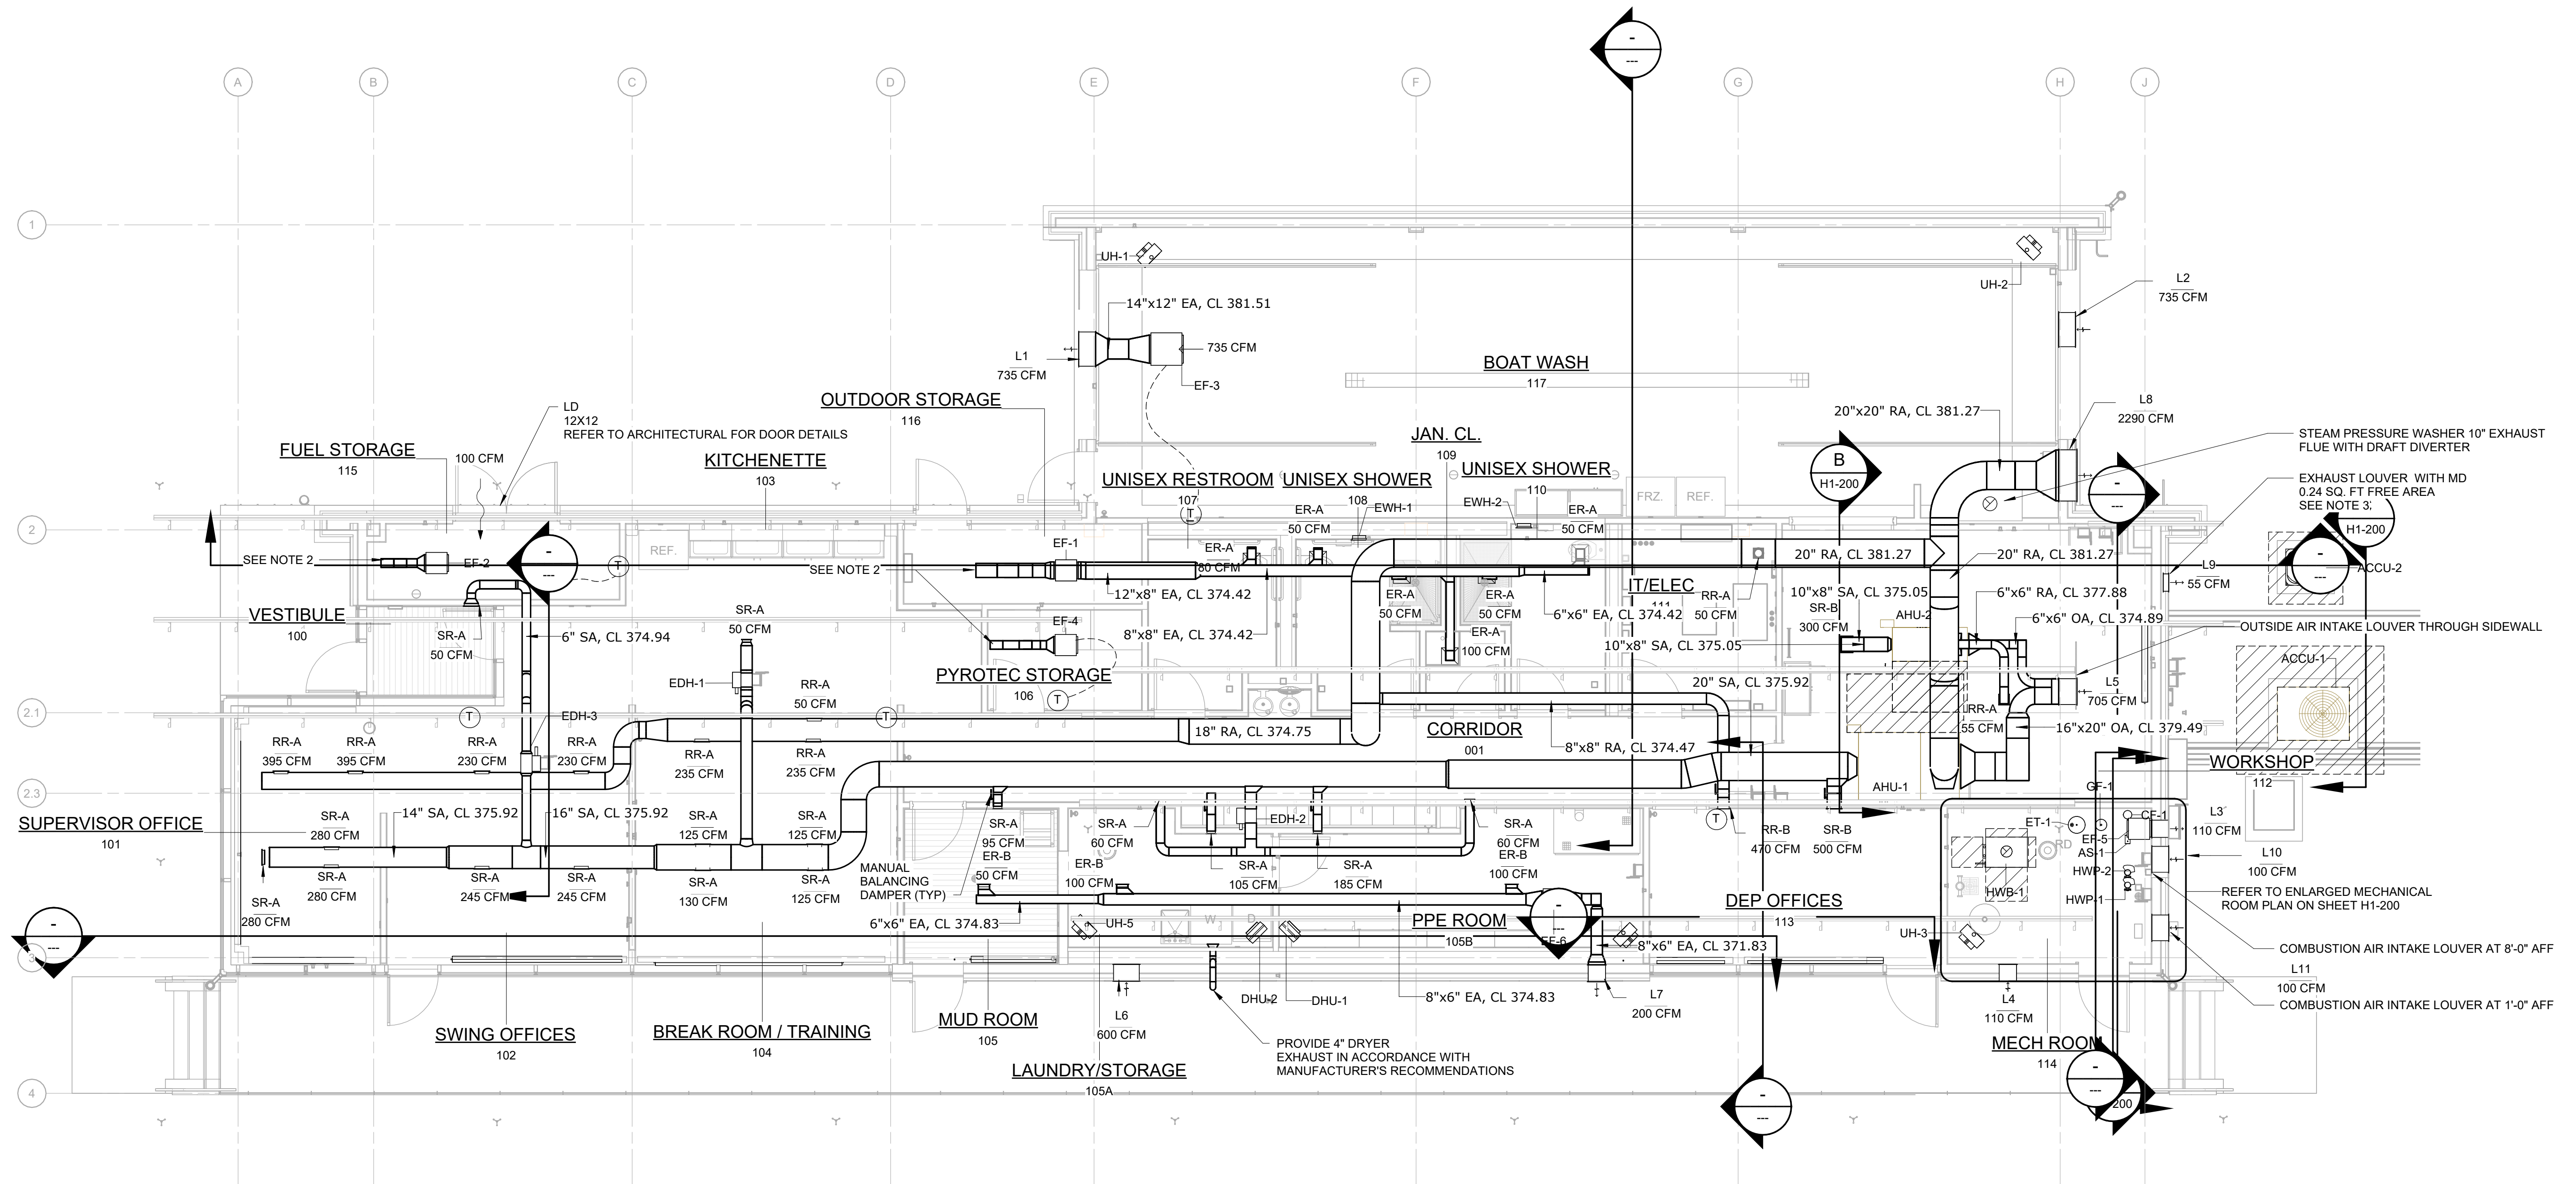 -
---
A
B
C
D
E
F
G
H
J
1
UH-1
UH-2
L2
735 CFM
14"x12" EA, CL 381.51
735 CFM
L1
735 CFM
EF-3
BOAT WASH
117
LD
12X12
REFER TO ARCHITECTURAL FOR DOOR DETAILS
OUTDOOR STORAGE
116
20"x20" RA, CL 381.27
L8
2290 CFM
STEAM PRESSURE WASHER 10" EXHAUST
FLUE WITH DRAFT DIVERTER
FUEL STORAGE
115
100 CFM
KITCHENETTE
103
JAN. CL.
109
UNISEX RESTROOM
107
UNISEX SHOWER
108
UNISEX SHOWER
110
B
H1-200
-
---
EXHAUST LOUVER WITH MD
0.24 SQ. FT FREE AREA
SEE NOTE 3.
H1-200
FRZ.
REF.
EWH-1
EWH-2
T
ER-A
50 CFM
ER-A
50 CFM
2
REF.
SEE NOTE 2
EF-2
-
---
T
SEE NOTE 2
EF-1
ER-A
80 CFM
20" RA, CL 381.27
20" RA, CL 381.27
L9
55 CFM
-
---
ACCU-2
12"x8" EA, CL 374.42
ER-A
50 CFM
ER-A
50 CFM
IT/ELEC
111
RR-A
50 CFM
10"x8" SA, CL 375.05
6"x6" RA, CL 377.88
VESTIBULE
100
SR-A
50 CFM
6" SA, CL 374.94
SR-A
50 CFM
EF-4
8"x8" EA, CL 374.42
6"x6" EA, CL 374.42
SR-B
300 CFM
AHU-2
6"x6" OA, CL 374.89
OUTSIDE AIR INTAKE LOUVER THROUGH SIDEWALL
ER-A
100 CFM
10"x8" SA, CL 375.05
ACCU-1
PYROTEC STORAGE
106
EDH-1
T
RR-A
50 CFM
20" SA, CL 375.92
L5
705 CFM
2.1
T
EDH-3
T
RR-A
55 CFM
16"x20" OA, CL 379.49
CORRIDOR
001
18" RA, CL 374.75
8"x8" RA, CL 374.47
RR-A
395 CFM
RR-A
395 CFM
RR-A
230 CFM
RR-A
230 CFM
RR-A
235 CFM
RR-A
235 CFM
WORKSHOP
112
2.3
AHU-1
GF-1
SUPERVISOR OFFICE
101
SR-A
280 CFM
14" SA, CL 375.92
16" SA, CL 375.92
SR-A
125 CFM
SR-A
125 CFM
SR-A
95 CFM
SR-A
60 CFM
EDH-2
SR-A
60 CFM
T
RR-B
470 CFM
SR-B
500 CFM
ET-1
CF-1
EF-5
AS-1
L3
110 CFM
RD
L10
100 CFM
MANUAL
BALANCING
DAMPER (TYP)
ER-B
50 CFM
ER-B
100 CFM
SR-A
105 CFM
SR-A
185 CFM
ER-B
100 CFM
SR-A
280 CFM
SR-A
245 CFM
SR-A
245 CFM
SR-A
130 CFM
SR-A
125 CFM
HWB-1
HWP-2
HWP-1
REFER TO ENLARGED MECHANICAL
ROOM PLAN ON SHEET H1-200
SR-A
280 CFM
-
---
6"x6" EA, CL 374.83
UH-5
W
D
PPE ROOM
105B
-
---
EF-6
8"x6" EA, CL 371.83
DEP OFFICES
113
UH-3
COMBUSTION AIR INTAKE LOUVER AT 8'-0" AFF
3
L11
100 CFM
DHU-2
DHU-1
8"x6" EA, CL 374.83
L7
200 CFM
L4
110 CFM
COMBUSTION AIR INTAKE LOUVER AT 1'-0" AFF
SWING OFFICES
102
BREAK ROOM / TRAINING
104
MUD ROOM
105
L6
600 CFM
PROVIDE 4" DRYER
EXHAUST IN ACCORDANCE WITH
MANUFACTURER'S RECOMMENDATIONS
MECH ROOM
114
LAUNDRY/STORAGE
105A
-
---
-
---
200
4